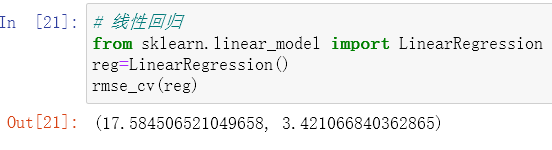 In [21]: # 线性回归
from sklearn.linear_model import LinearRegression
reg=LinearRegression()
rmse_cv(reg)
Out[21]: (17.584506521049658, 3.421066840362865)